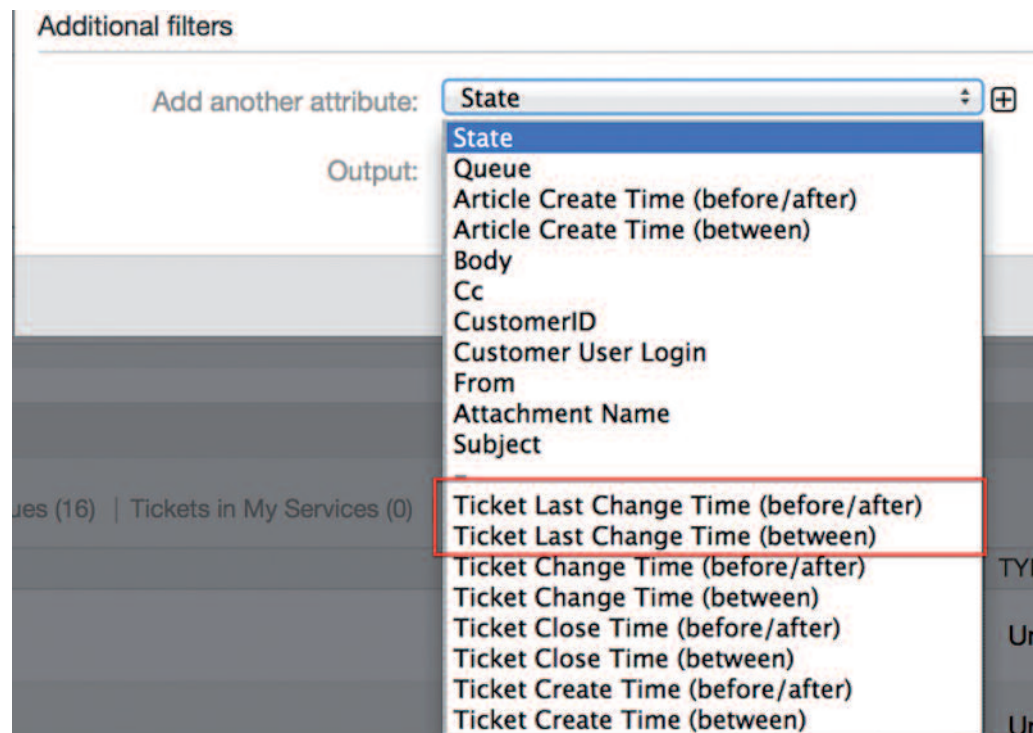 Additional filters
Add another attribute: State
State
Output:
Queue
Article Create Time (before/after)
Article Create Time (between)
Body
Cc
CustomerID
Customer User Login
From
Attachment Name
Subject
-
Ticket Last Change Time (before/after)
(16) | Tickets in My Services (0)
Ticket Last Change Time (between)
Ticket Change Time (before/after)
Ticket Change Time (between)
Ticket Close Time (before/after)
Ticket Close Time (between)
Ticket Create Time (before/after)
Ticket Create Time (between)